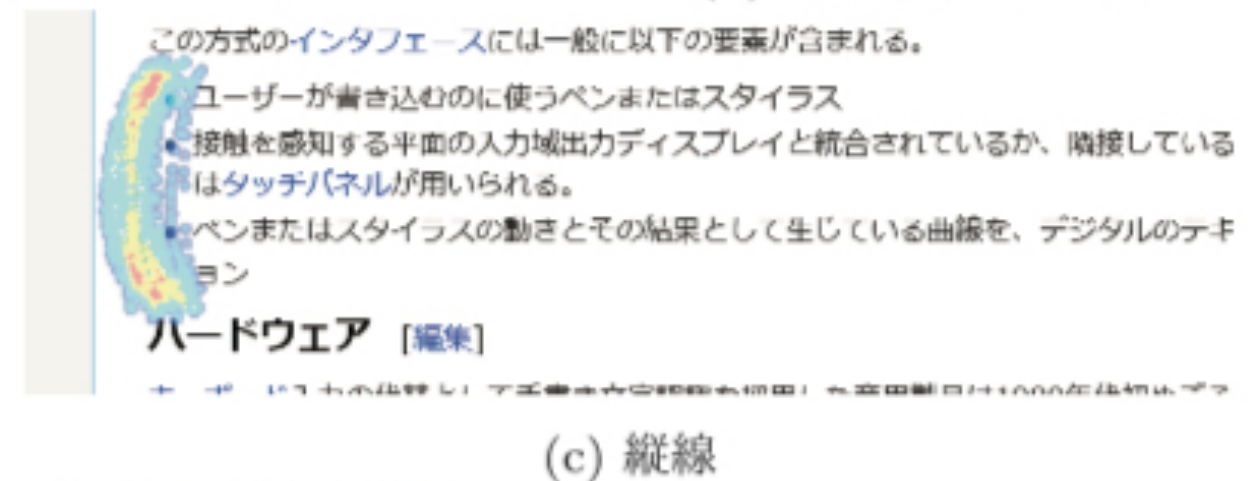 この方式のインタフェースには一般に以下の要素が含まれる。
ユーザーが書き込むのに使うペンまたはスタイラス
接触を感知する平面の入力域出力ディスプレイと統合されているか、隣接している
はタッチパネルが用いられる。
ペンまたはスタイラスの動きとその結果として生じている曲線を、デジタルのテキ
ョン
ハードウェア [編集]
(c) 縦線